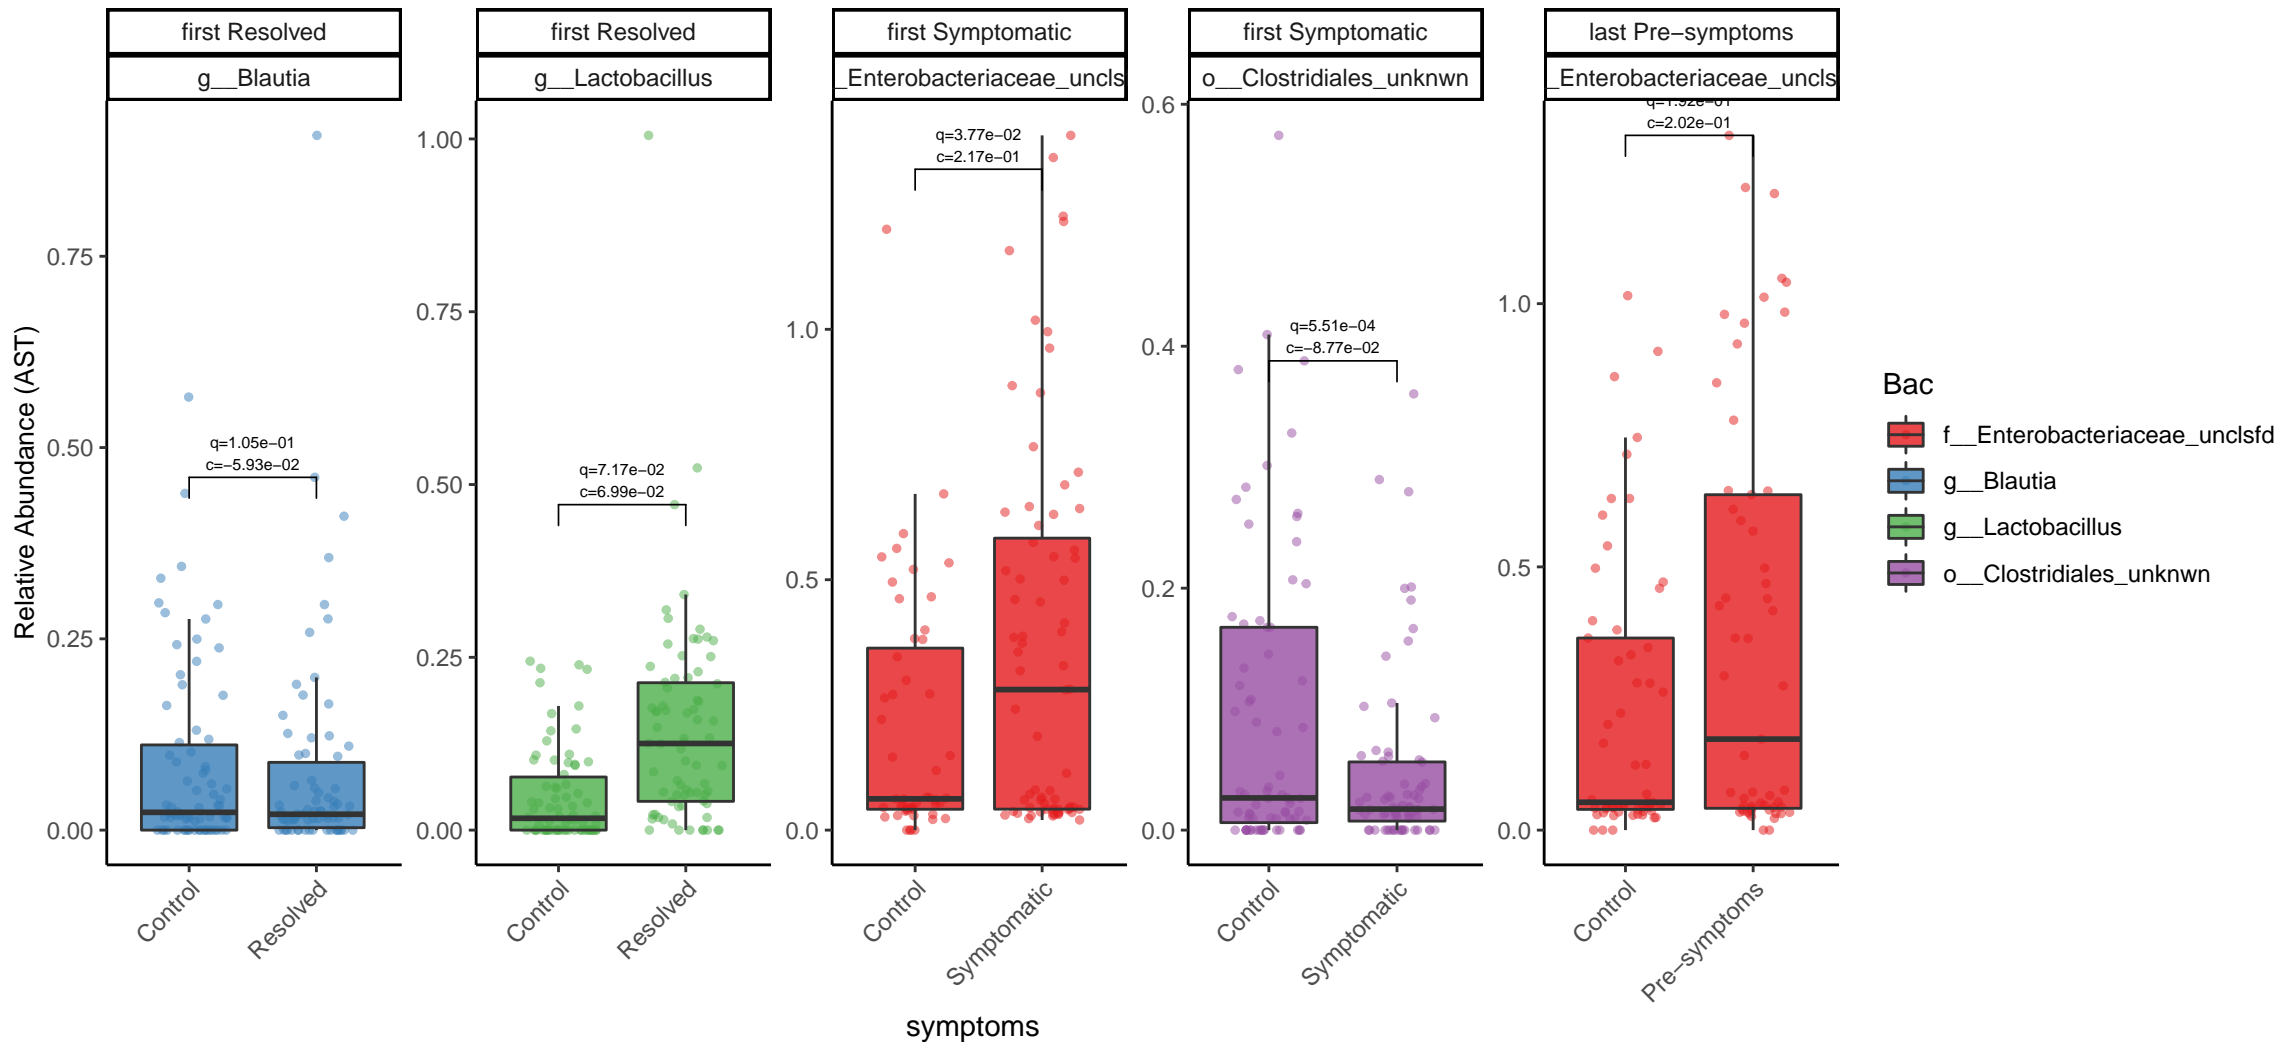 first Resolved
first Resolved
first Symptomatic
first Symptomatic
last Pre−symptoms
g__Blautia
g__Lactobacillus
_Enterobacteriaceae_uncls
o__Clostridiales_unknwn
_Enterobacteriaceae_uncls
Relative Abundance (AST)
0.75
0.50
0.25
0.00
q=1.05e−01
c=−5.93e−02
Control
Resolved
1.00
0.75
0.50
0.25
0.00
q=7.17e−02
c=6.99e−02
Control
Resolved
1.0
0.5
0.0
q=3.77e−02
c=2.17e−01
Control
Symptomatic
0.6
0.4
0.2
0.0
q=5.51e−04
c=−8.77e−02
Control
Symptomatic
1.0
0.5
0.0
q=1.92e−01
c=2.02e−01
Control
Pre−symptoms
symptoms
Bac
f__Enterobacteriaceae_unclsfd
g__Blautia
g__Lactobacillus
o__Clostridiales_unknwn